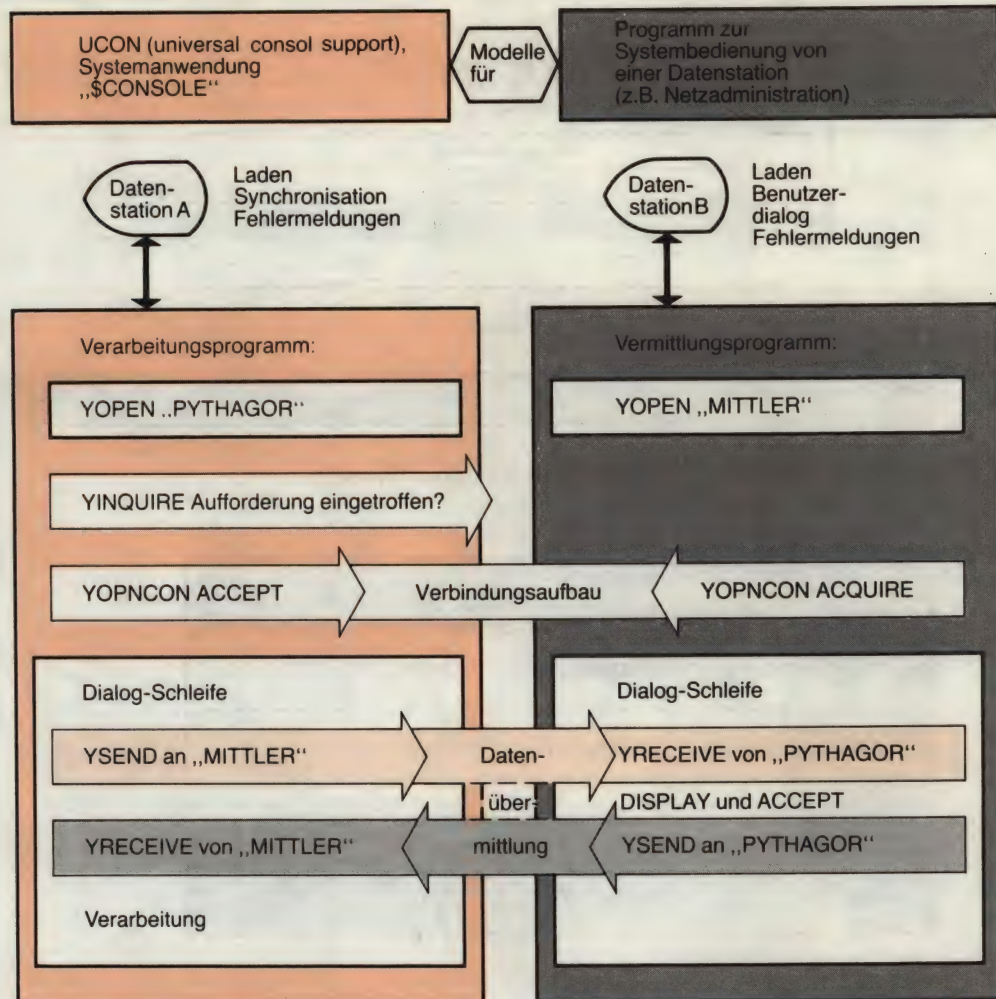 UCON (universal consol support),
Systemanwendung
„$CONSOLE“
Modelle
für
Programm zur
Systembedienung von
einer Datenstation
(z.B. Netzadministration)
Daten-
station A
Laden
Synchronisation
Fehlermeldungen
Daten-
station B
Laden
Benutzer-
dialog
Fehlermeldungen
Verarbeitungsprogramm:
YOPEN „PYTHAGOR“
YINQUIRE Aufforderung eingetroffen?
YOPNCON ACCEPT
Verbindungsaufbau
Vermittlungsprogramm:
YOPEN „MITTLER“
YOPNCON ACQUIRE
Dialog-Schleife
YSEND an „MITTLER“
YRECEIVE von „MITTLER“
Verarbeitung
Daten-
über-
mittlung
Dialog-Schleife
YRECEIVE von „PYTHAGOR“
DISPLAY und ACCEPT
YSEND an „PYTHAGOR“